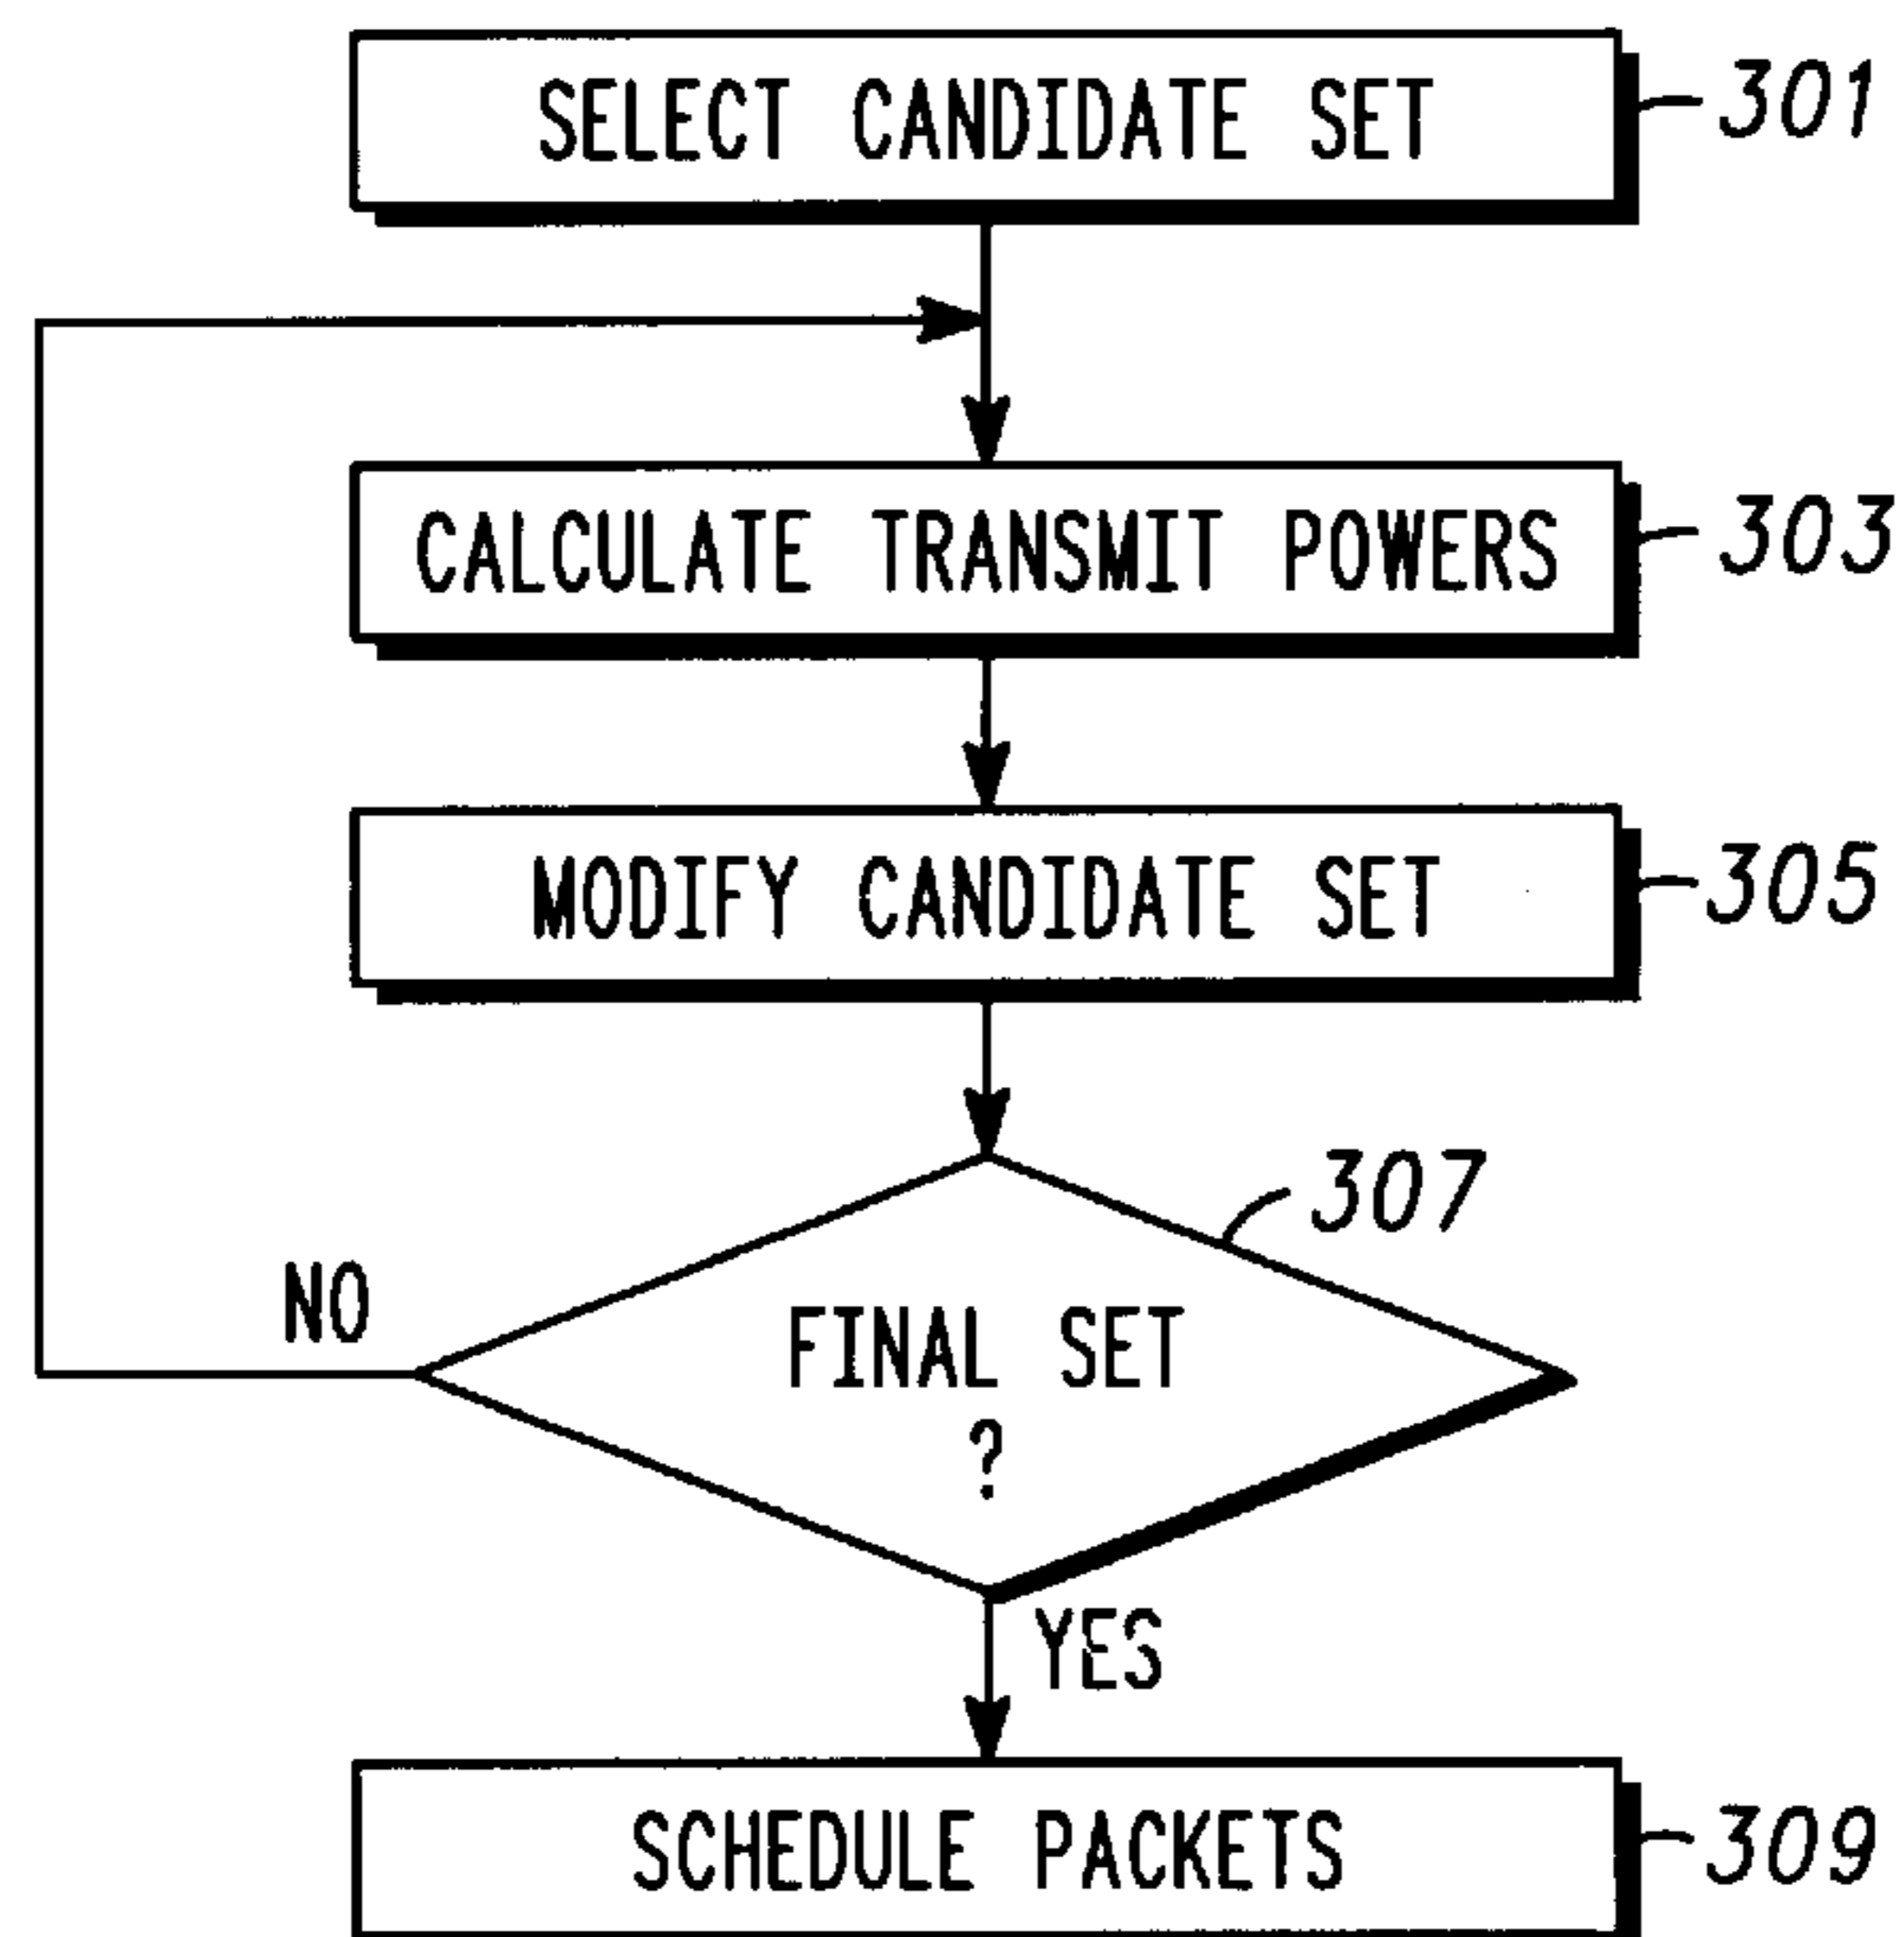 SELECT CANDIDATE SET
301
CALCULATE TRANSMIT POWERS
303
MODIFY CANDIDATE SET
305
307
NO
FINAL SET
?
YES
SCHEDULE PACKETS
309